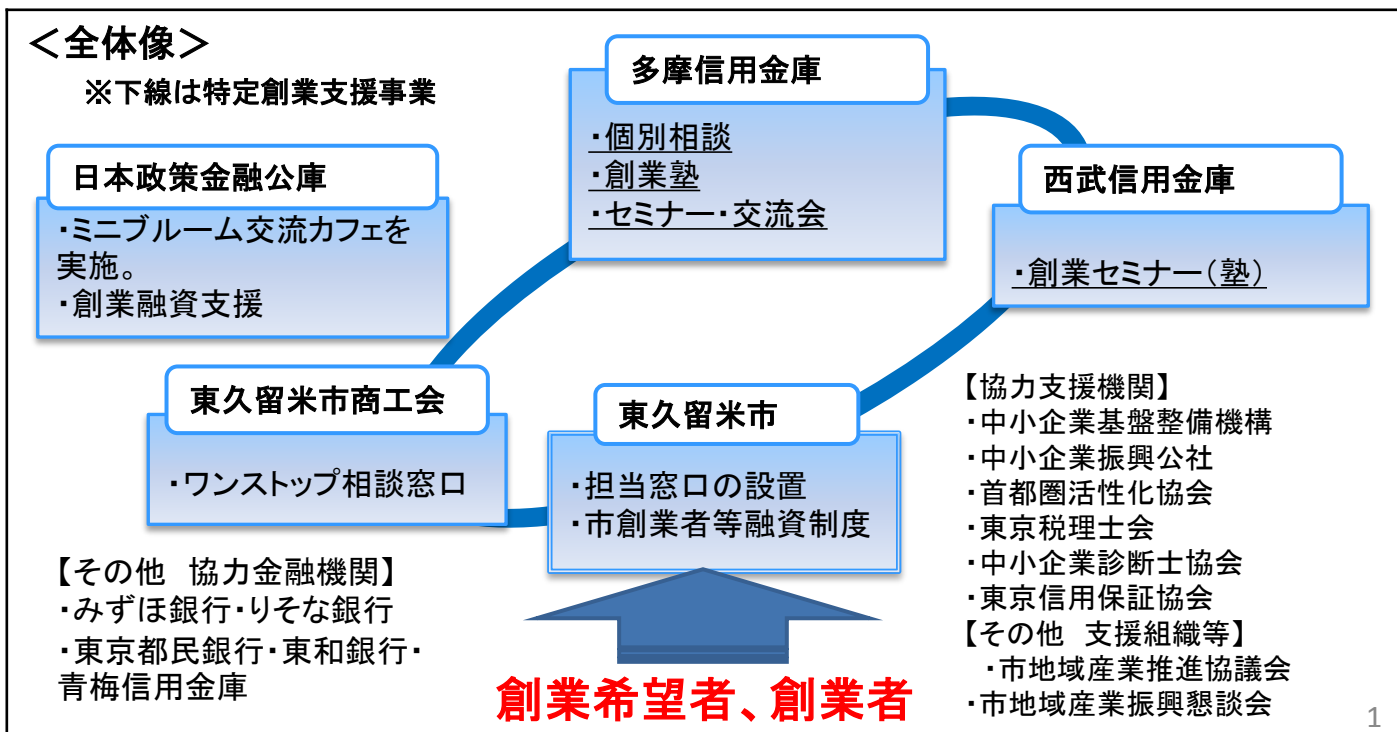 ＜全体像＞
※下線は特定創業支援事業
多摩信用金庫
・個別相談
・創業塾
・セミナー・交流会
日本政策金融公庫
・ミニブルーム交流カフェを
実施。
・創業融資支援
西武信用金庫
・創業セミナー（塾）
東久留米市商工会
・ワンストップ相談窓口
東久留米市
・担当窓口の設置
・市創業者等融資制度
【協力支援機関】
・中小企業基盤整備機構
・中小企業振興公社
・首都圏活性化協会
・東京税理士会
・中小企業診断士協会
・東京信用保証協会
【その他　支援組織等】
・市地域産業推進協議会
・市地域産業振興懇談会
【その他　協力金融機関】
・みずほ銀行・りそな銀行
・東京都民銀行・東和銀行・
青梅信用金庫
創業希望者、創業者
1